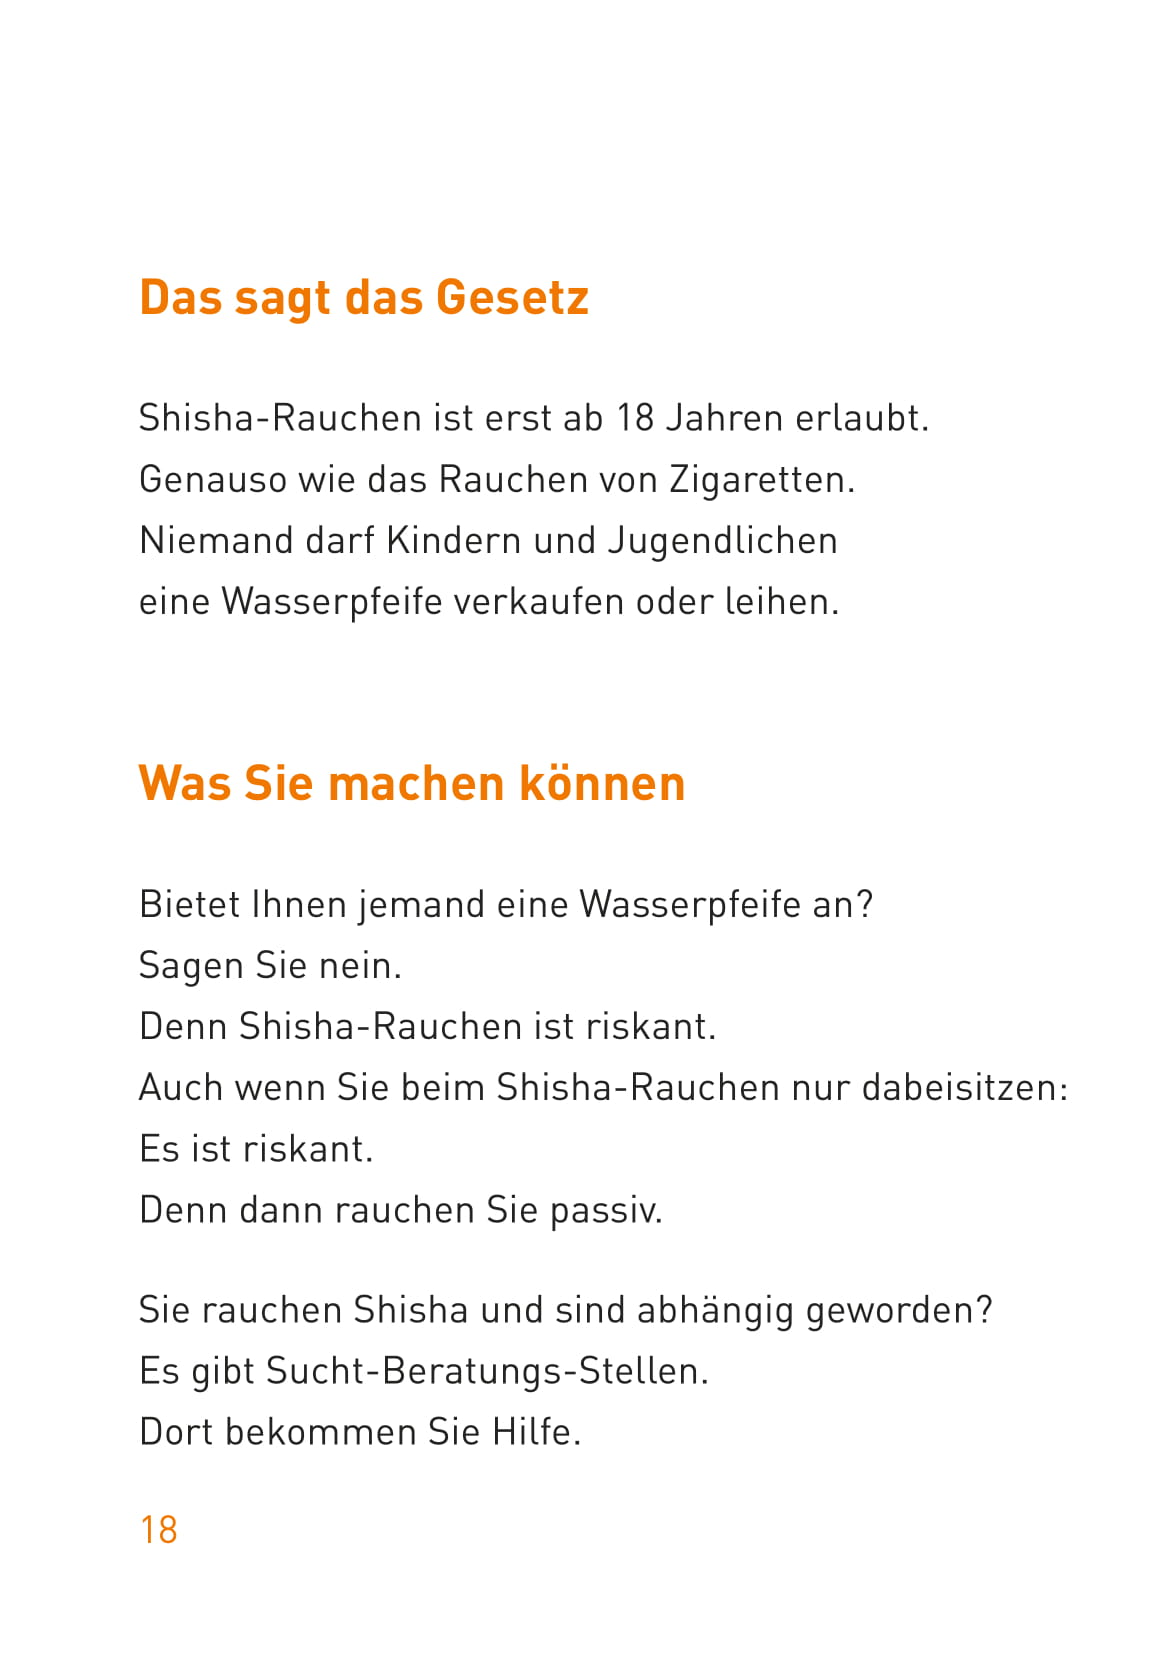 Das sagt das Gesetz
Shisha-Rauchen ist erst ab 18 Jahren erlaubt.
Genauso wie das Rauchen von Zigaretten.
Niemand darf Kindern und Jugendlichen
eine Wasserpfeife verkaufen oder leihen.
Was Sie machen können
Bietet Ihnen jemand eine Wasserpfeife an?
Sagen Sie nein.
Denn Shisha-Rauchen ist riskant.
Auch wenn Sie beim Shisha-Rauchen nur dabeisitzen:
Es ist riskant.
Denn dann rauchen Sie passiv.
Sie rauchen Shisha und sind abhängig geworden?
Es gibt Sucht-Beratungs-Stellen.
Dort bekommen Sie Hilfe.
18